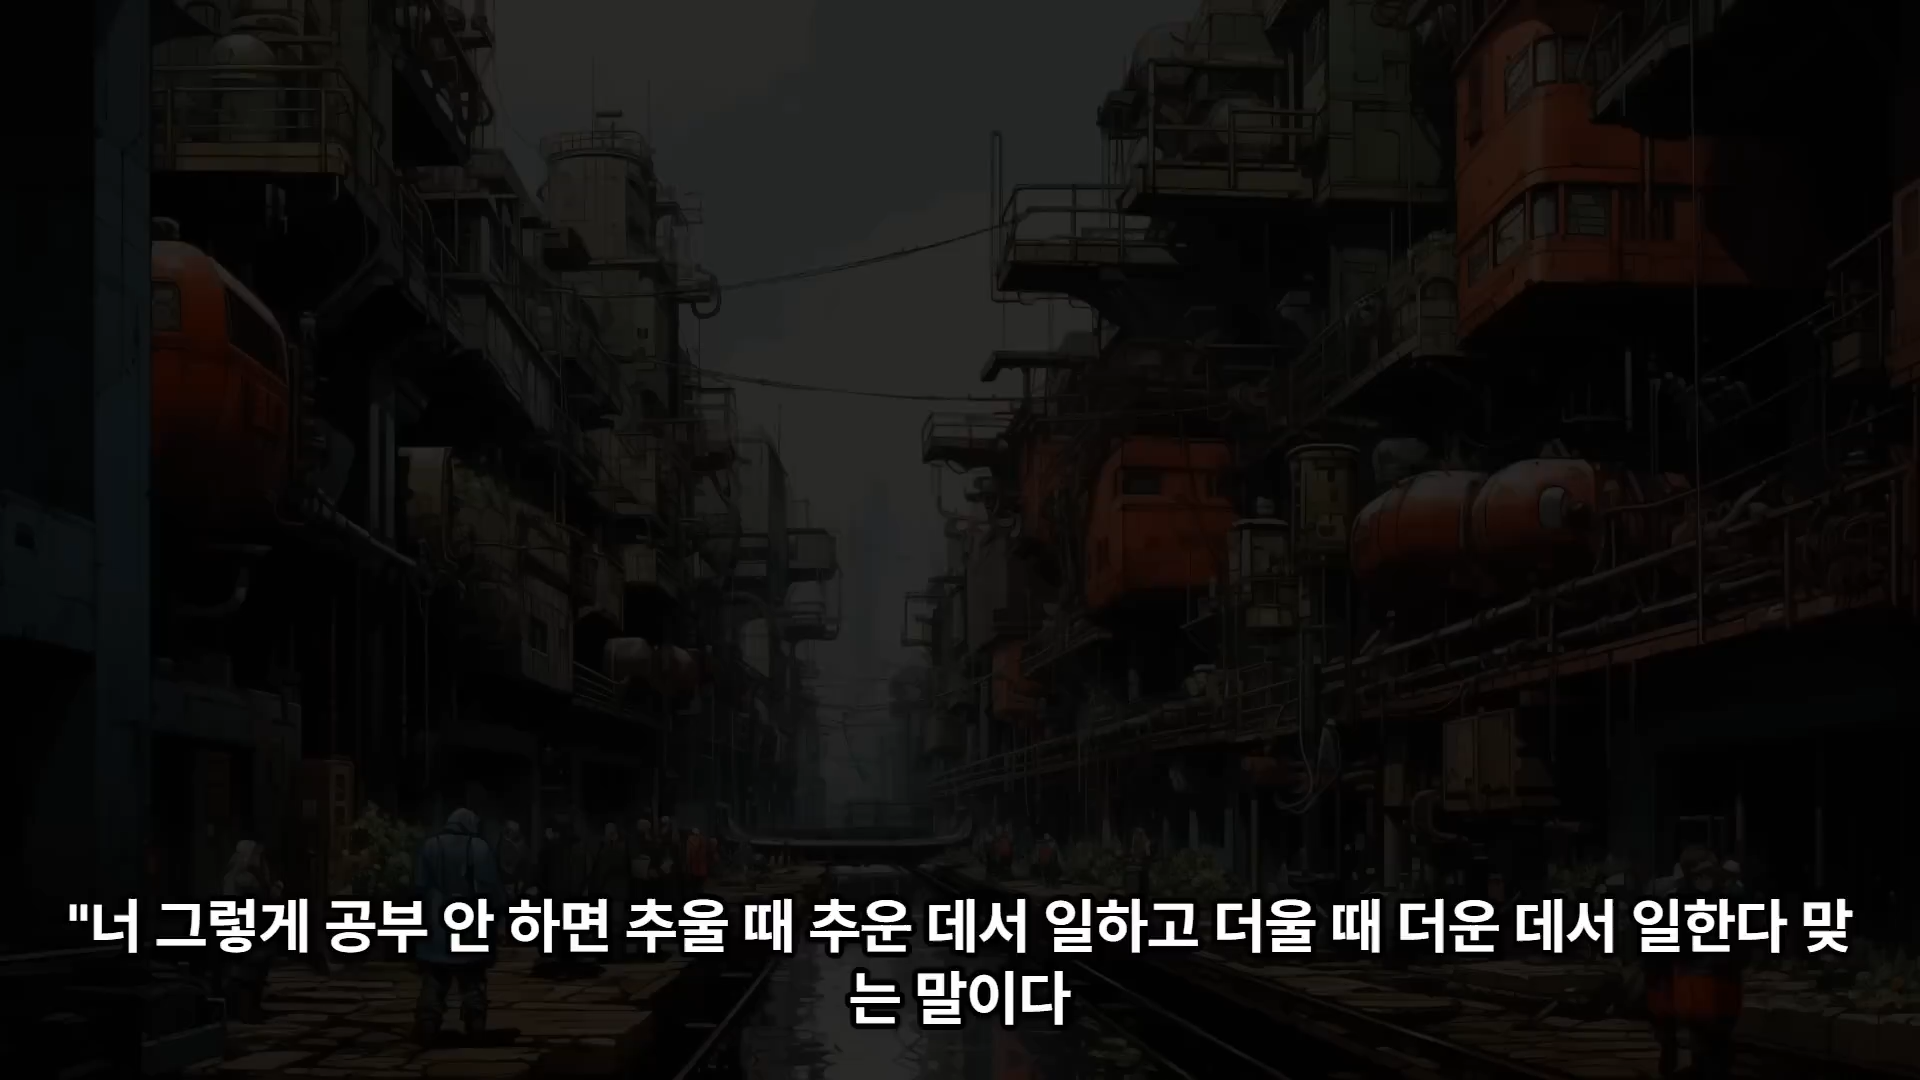 "너 그렇게 공부 안 하면 추울 때 추운 데서 일하고 더울 때 더운 데서 일한다 맞
는 말이다